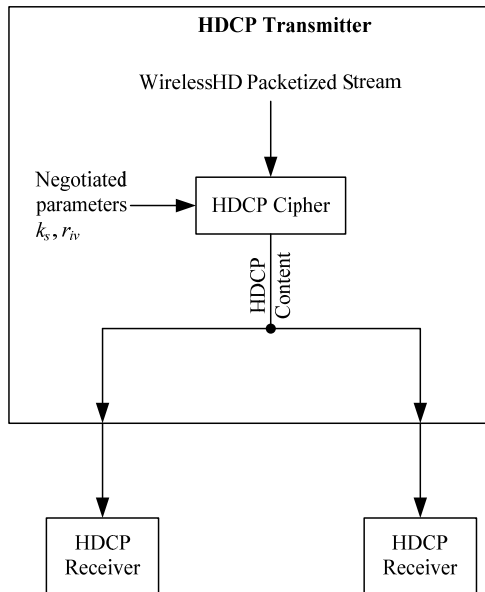 HDCP Transmitter
WirelessHD Packetized Stream
Negotiated
parameters
kₛ, rᵢᵥ
HDCP Cipher
HDCP
Content
HDCP
Receiver
HDCP
Receiver